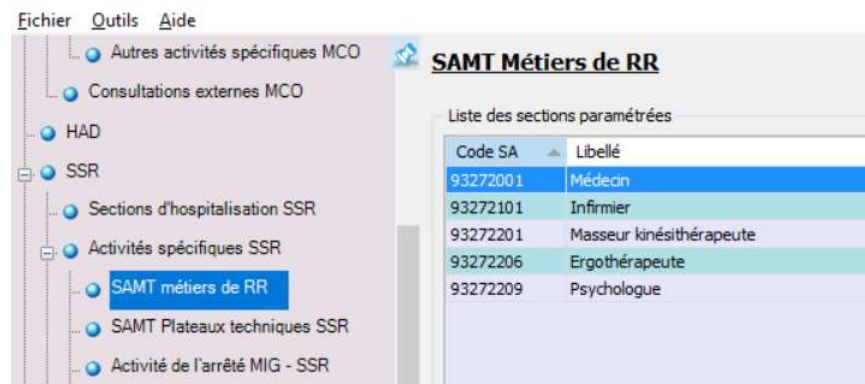 Fichier Outils Aide
Autres activités spécifiques MCO
Consultations externes MCO
HAD
SSR
Sections d'hospitalisation SSR
Activités spécifiques SSR
SAMT métiers de RR
SAMT Plateaux techniques SSR
Activité de l'arrêté MIG - SSR
SAMT Métiers de RR
Liste des sections paramétrées
Code SA Libellé
93272001 Médecin
93272101 Infirmier
93272201 Masseur kinésithérapeute
93272206 Ergothérapeute
93272209 Psychologue